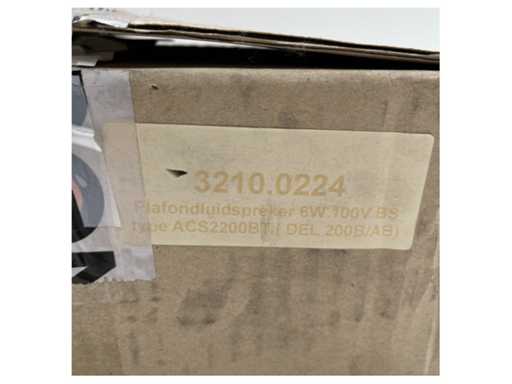 3210.0224
Plafondluidspreker 6W 100V BS
type ACS2200BT ( DEL 200B/AB)